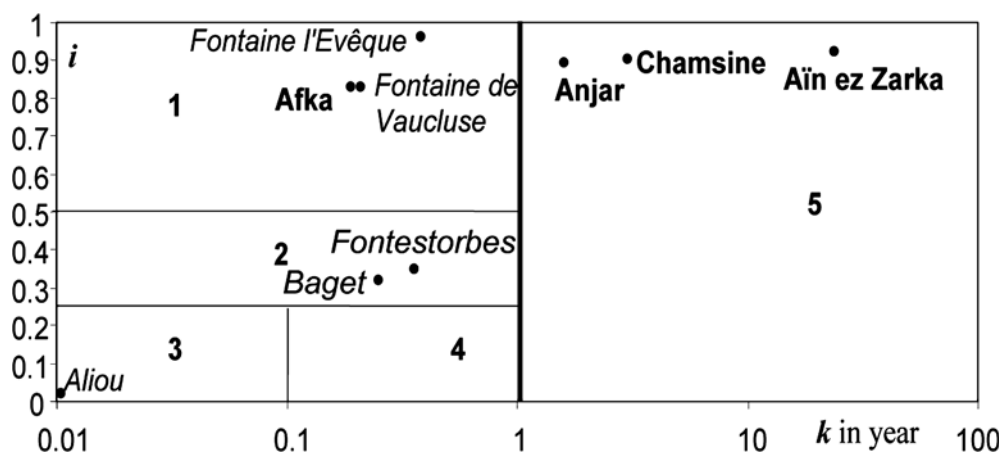 1
i
Fontaine l'Evêque
Chamsine
0.9
Anjar
Aïn ez Zarka
0.8
1
Afka
Fontaine de
Vaucluse
0.7
0.6
0.5
5
0.4
2
Fontestorbes
0.3
Baget
0.2
3
4
0.1
Aliou
0
k in year
0.01
0.1
1
10
100